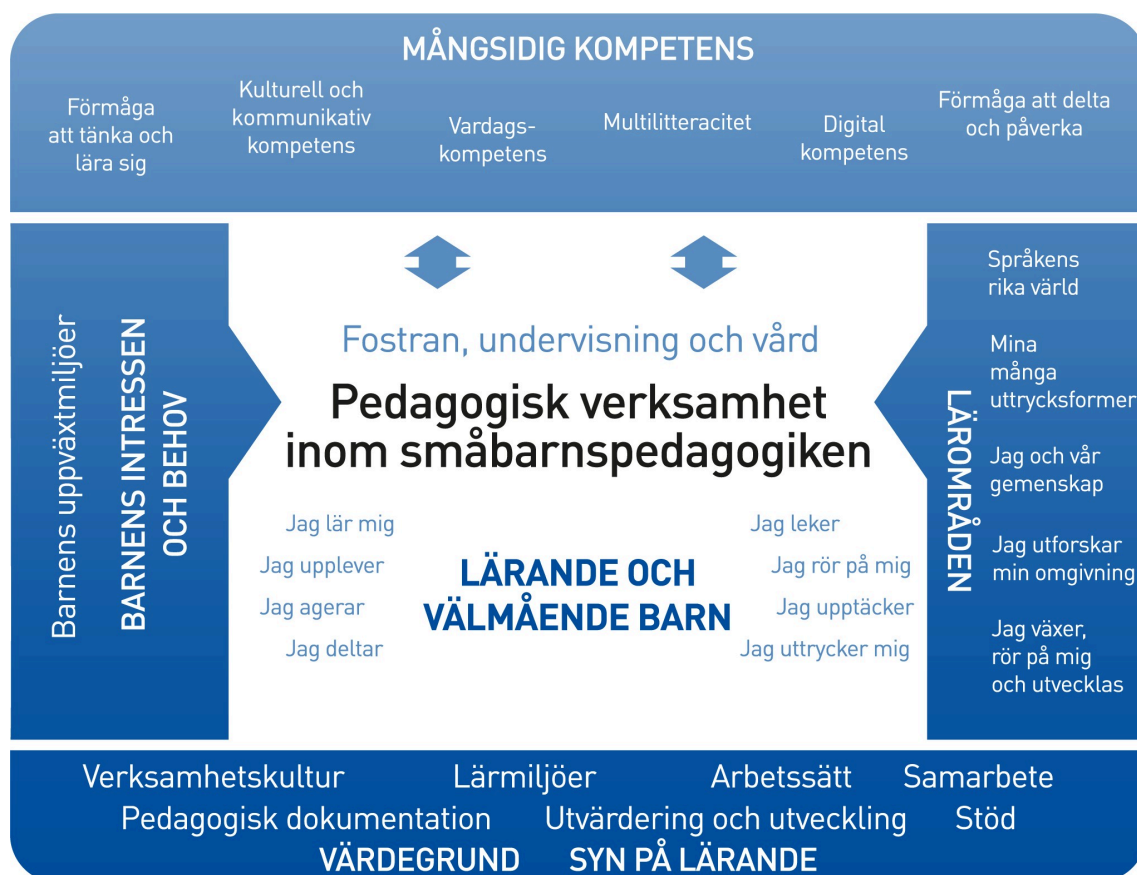 MÅNGSIDIG KOMPETENS
Förmåga
att tänka och
lära sig
Kulturell och
kommunikativ
kompetens
Vardags-
kompetens
Multilitteracitet
Digital
kompetens
Förmåga att delta
och påverka
Barnens uppväxtmiljöer
BARNENS INTRESSEN
OCH BEHOV
Fostran, undervisning och vård
Pedagogisk verksamhet
inom småbarnspedagogiken
Jag lär mig
Jag upplever
Jag agerar
Jag deltar
LÄRANDE OCH
VÄLMÅENDE BARN
Jag leker
Jag rör på mig
Jag upptäcker
Jag uttrycker mig
LÄROMRÅDEN
Språkens
rika värld
Mina
många
uttrycksformer
Jag och vår
gemenskap
Jag utforskar
min omgivning
Jag växer,
rör på mig
och utvecklas
Verksamhetskultur Lärmiljöer Arbetssätt Samarbete
Pedagogisk dokumentation Utvärdering och utveckling Stöd
VÄRDEGRUND SYN PÅ LÄRANDE